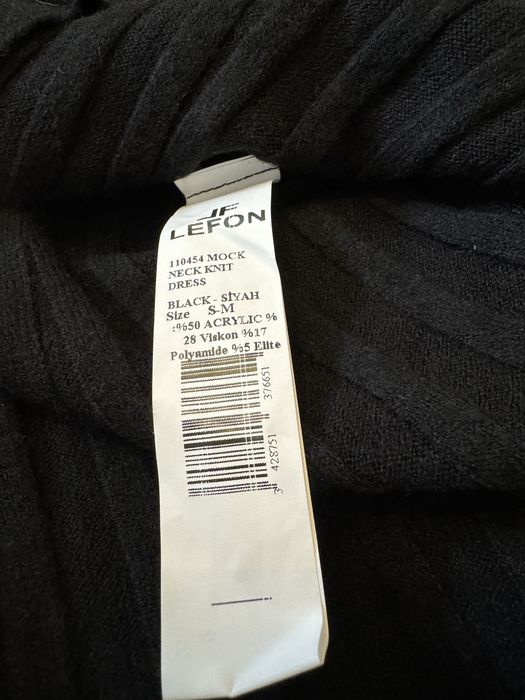 LEFON
110454 MOCK
NECK KNIT
DRESS
BLACK - SİYAH
Size S-M
:%50 ACRYLIC %
28 Viskon %17
Polyamide %5 Elite
3 428751 376651